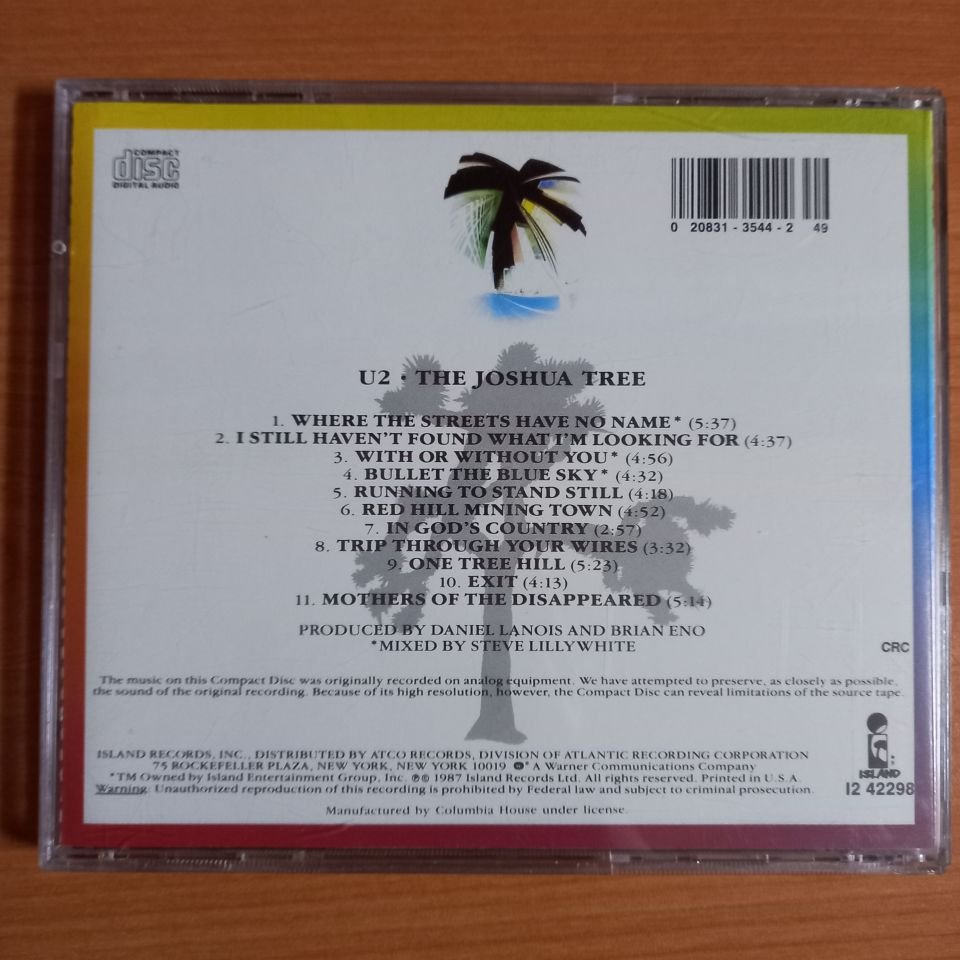 COMPACT
disc
DIGITAL AUDIO
0 20831 - 3544 - 2 49
U2 • THE JOSHUA TREE
1. WHERE THE STREETS HAVE NO NAME* (5:37)
2. I STILL HAVEN'T FOUND WHAT I'M LOOKING FOR (4:37)
3. WITH OR WITHOUT YOU* (4:56)
4. BULLET THE BLUE SKY* (4:32)
5. RUNNING TO STAND STILL (4:18)
6. RED HILL MINING TOWN (4:52)
7. IN GOD'S COUNTRY (2:57)
8. TRIP THROUGH YOUR WIRES (3:32)
9. ONE TREE HILL (5:23)
10. EXIT (4:13)
11. MOTHERS OF THE DISAPPEARED (5:14)
PRODUCED BY DANIEL LANOIS AND BRIAN ENO
*MIXED BY STEVE LILLYWHITE
CRC
The music on this Compact Disc was originally recorded on analog equipment. We have attempted to preserve, as closely as possible,
the sound of the original recording. Because of its high resolution, however, the Compact Disc can reveal limitations of the source tape.
ISLAND RECORDS, INC., DISTRIBUTED BY ATCO RECORDS, DIVISION OF ATLANTIC RECORDING CORPORATION
75 ROCKEFELLER PLAZA, NEW YORK, NEW YORK 10019 * A Warner Communications Company
*TM Owned by Island Entertainment Group, Inc. ℗© 1987 Island Records Ltd. All rights reserved. Printed in U.S.A.
Warning: Unauthorized reproduction of this recording is prohibited by Federal law and subject to criminal prosecution.
Manufactured by Columbia House under license.
ISLAND
I2 42298